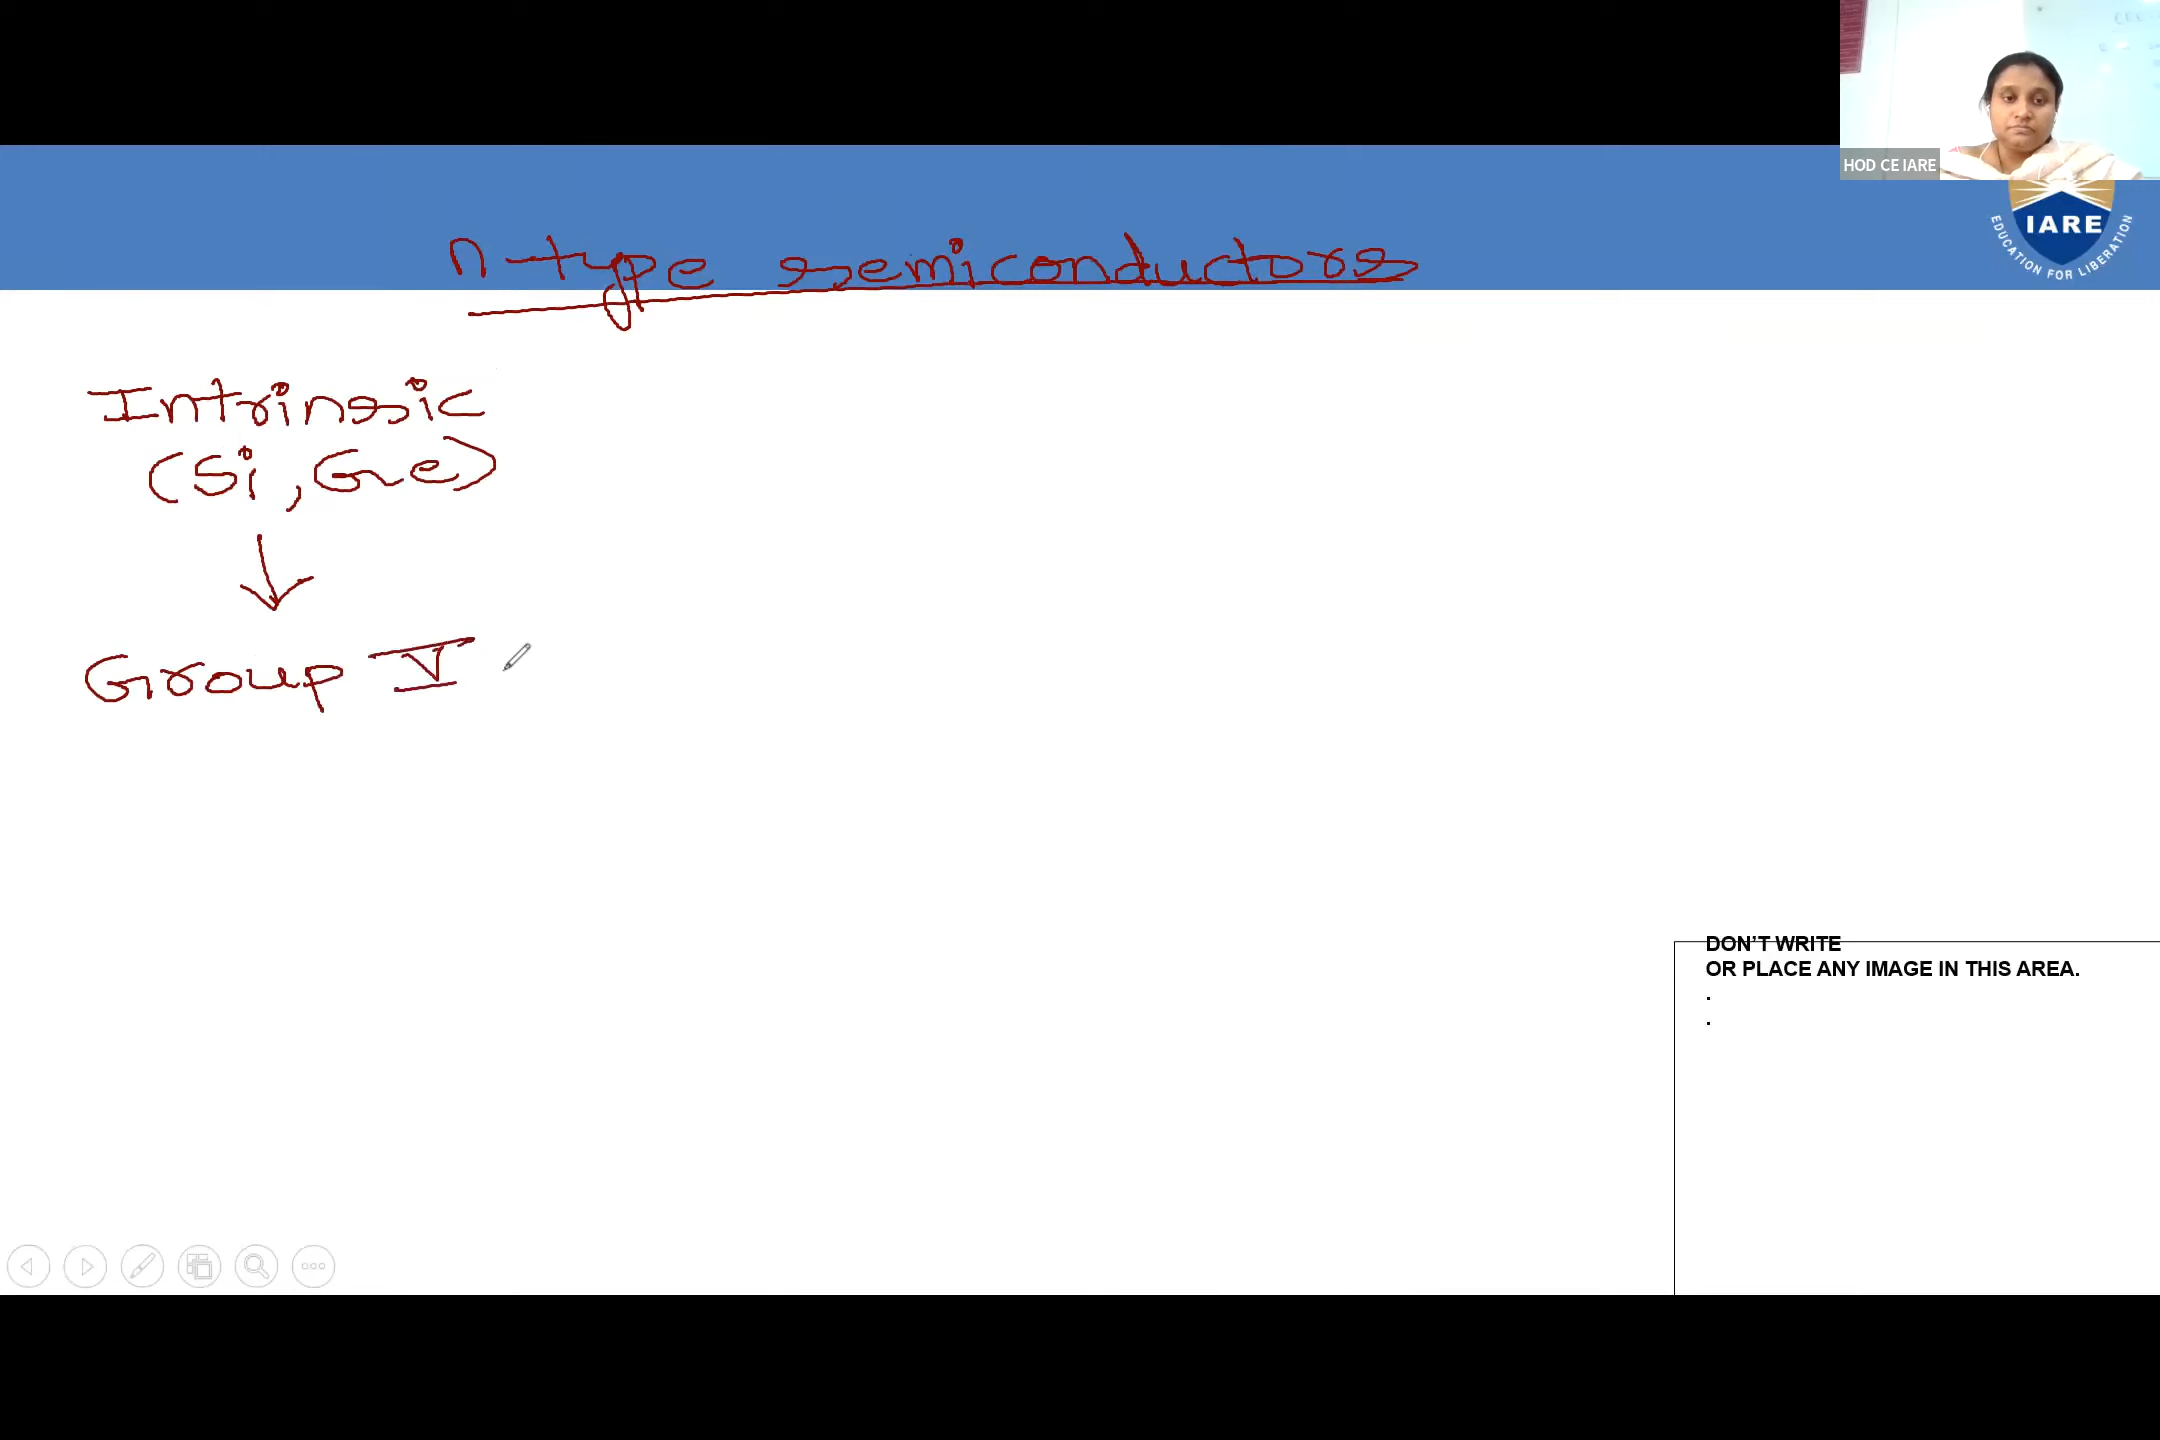 HOD CE IARE
IARE
EDUCATION FOR LIBERATION
n-type semiconductors
Intrinsic
(Si, Ge)
Group V
DON'T WRITE
OR PLACE ANY IMAGE IN THIS AREA.
.
.